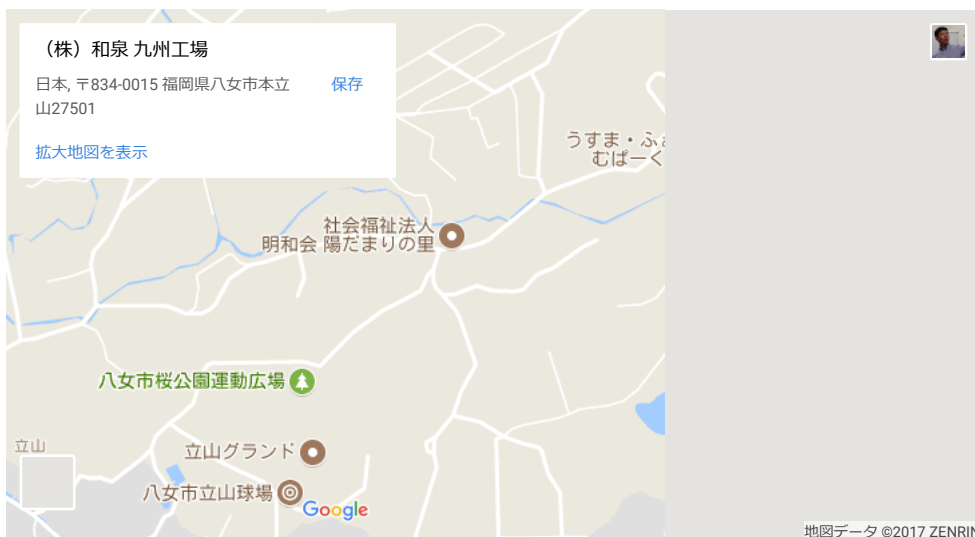 （株）和泉 九州工場
日本, 〒834-0015 福岡県八女市本立
山27501
保存
拡大地図を表示
うすま・ふぁ
むぱーく
社会福祉法人
明和会 陽だまりの里
八女市桜公園運動広場
立山
立山グランド
八女市立山球場
Google
地図データ ©2017 ZENRIN